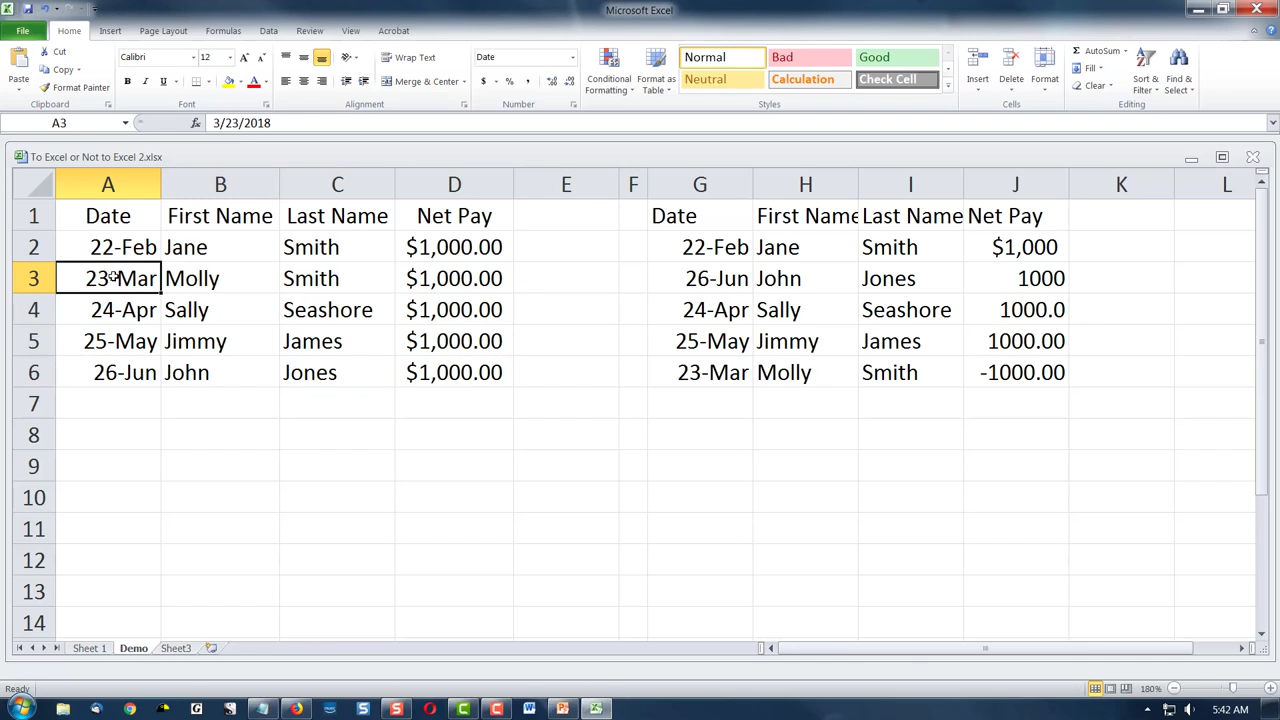 Microsoft Excel
File Home Insert Page Layout Formulas Data Review View Acrobat
Paste Cut Copy Format Painter
Clipboard
Calibri 12
B I U A
Font
Wrap Text
Merge & Center
Alignment
Date
$ % ,
Number
Conditional Formatting
Format as Table
Normal Bad Good
Neutral Calculation Check Cell
Styles
Insert Delete Format
Cells
AutoSum
Fill
Clear
Sort & Filter
Find & Select
Editing
A3 fx 3/23/2018
To Excel or Not to Excel 2.xlsx
A B C D E F G H I J K L
1 Date First Name Last Name Net Pay Date First Name Last Name Net Pay
2 22-Feb Jane Smith $1,000.00 22-Feb Jane Smith $1,000
3 23-Mar Molly Smith $1,000.00 26-Jun John Jones 1000
4 24-Apr Sally Seashore $1,000.00 24-Apr Sally Seashore 1000.0
5 25-May Jimmy James $1,000.00 25-May Jimmy James 1000.00
6 26-Jun John Jones $1,000.00 23-Mar Molly Smith -1000.00
7
8
9
10
11
12
13
14
Sheet 1 Demo Sheet3
Ready 180%
5:42 AM